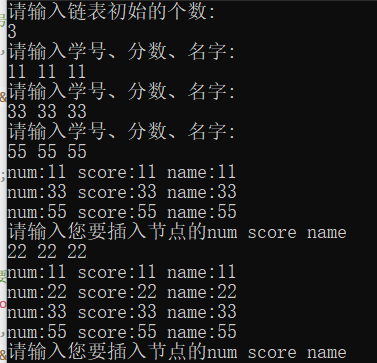 请输入链表初始的个数:
3
请输入学号、分数、名字:
11 11 11
请输入学号、分数、名字:
33 33 33
请输入学号、分数、名字:
55 55 55
num:11 score:11 name:11
num:33 score:33 name:33
num:55 score:55 name:55
请输入您要插入节点的num score name
22 22 22
num:11 score:11 name:11
num:22 score:22 name:22
num:33 score:33 name:33
num:55 score:55 name:55
请输入您要插入节点的num score name